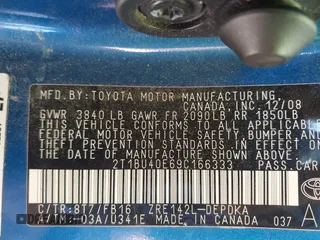 MFD. BY: TOYOTA MOTOR MANUFACTURING,
CANADA, INC. 12/08
GVWR 3840 LB GAWR FR 2090LB RR 1850LB
THIS VEHICLE CONFORMS TO ALL APPLICABLE
FEDERAL MOTOR VEHICLE SAFETY, BUMPER, AND
THEFT PREVENTION STANDARDS IN EFFECT ON THE
DATE OF MANUFACTURE SHOWN ABOVE.
2T1BU40E69C166333 PASS.CAR
C/TR: 8T7/FB16 ZRE142L-DEPDKA
A/TM: -03A/U341E MADE IN CANADA 037